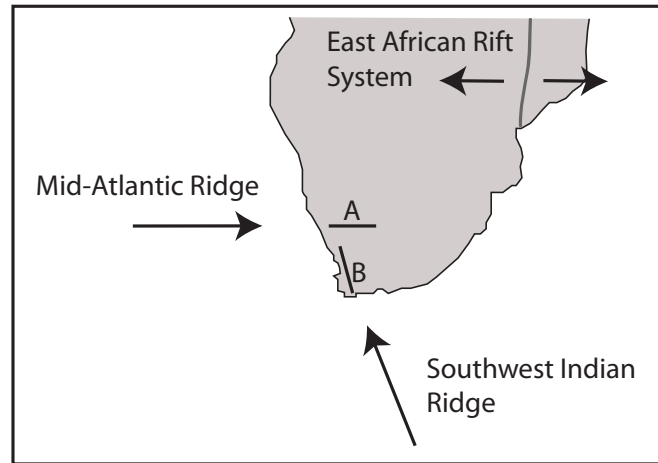 East African Rift
System
Mid-Atlantic Ridge
A
B
Southwest Indian
Ridge